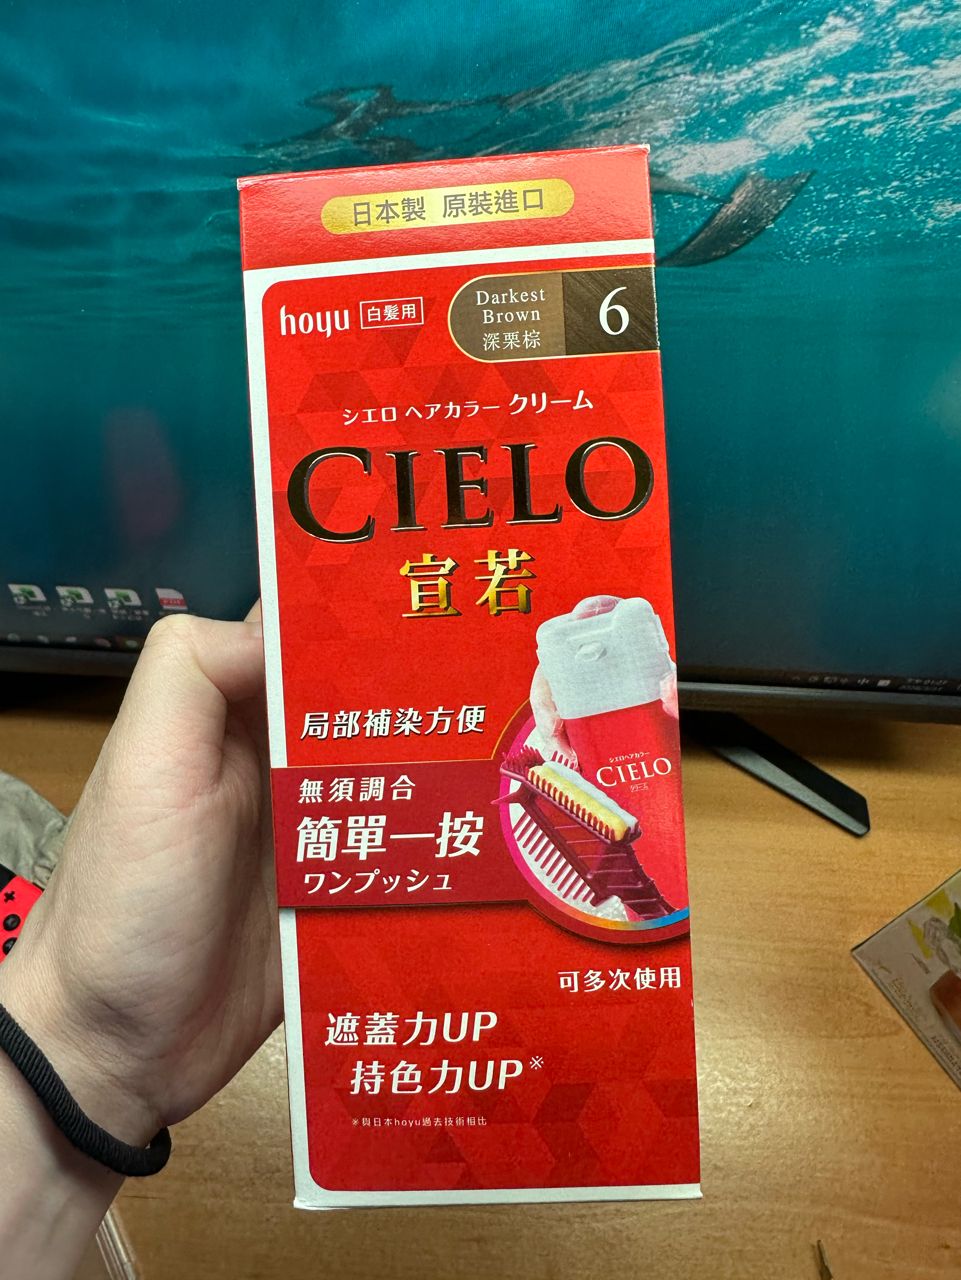 日本製 原裝進口
hoyu 白髮用
Darkest
Brown
深栗棕
6
シエロ ヘアカラー クリーム
CIELO
宣若
局部補染方便
無須調合
簡單一按
ワンプッシュ
シエロヘアカラー
CIELO
可多次使用
遮蓋力UP
持色力UP※
※與日本hoyu過去技術相比